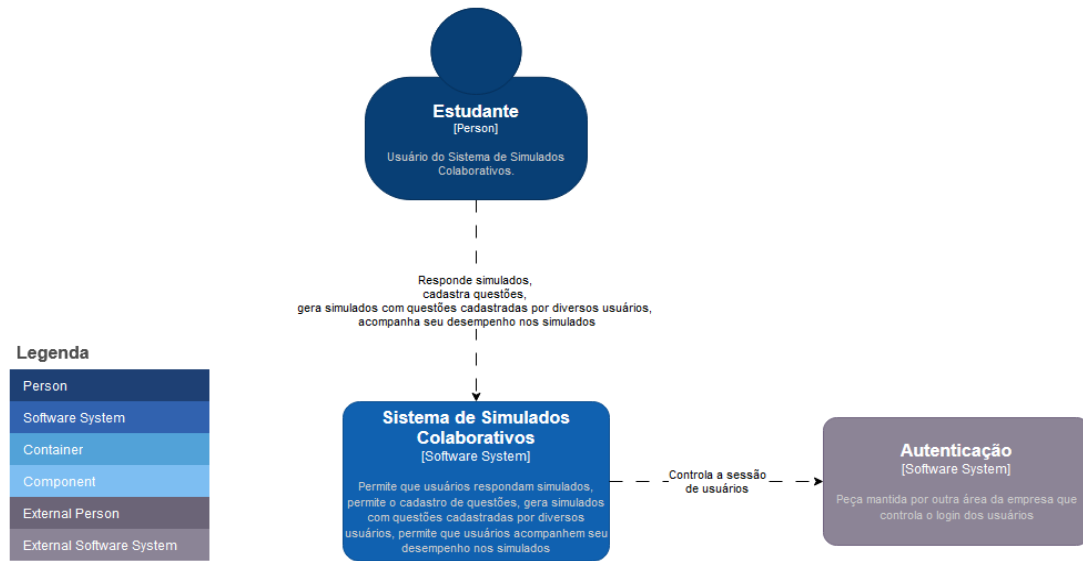 Estudante
[Person]
Usuário do Sistema de Simulados
Colaborativos.
Responde simulados,
cadastra questões,
gera simulados com questões cadastradas por diversos usuários,
acompanha seu desempenho nos simulados
Legenda
Person
Software System
Container
Component
External Person
External Software System
Sistema de Simulados
Colaborativos
[Software System]
Permite que usuários respondam simulados,
permite o cadastro de questões, gera simulados
com questões cadastradas por diversos
usuários, permite que usuários acompanhem seu
desempenho nos simulados
Controla a sessão
de usuários
Autenticação
[Software System]
Peça mantida por outra área da empresa que
controla o login dos usuários